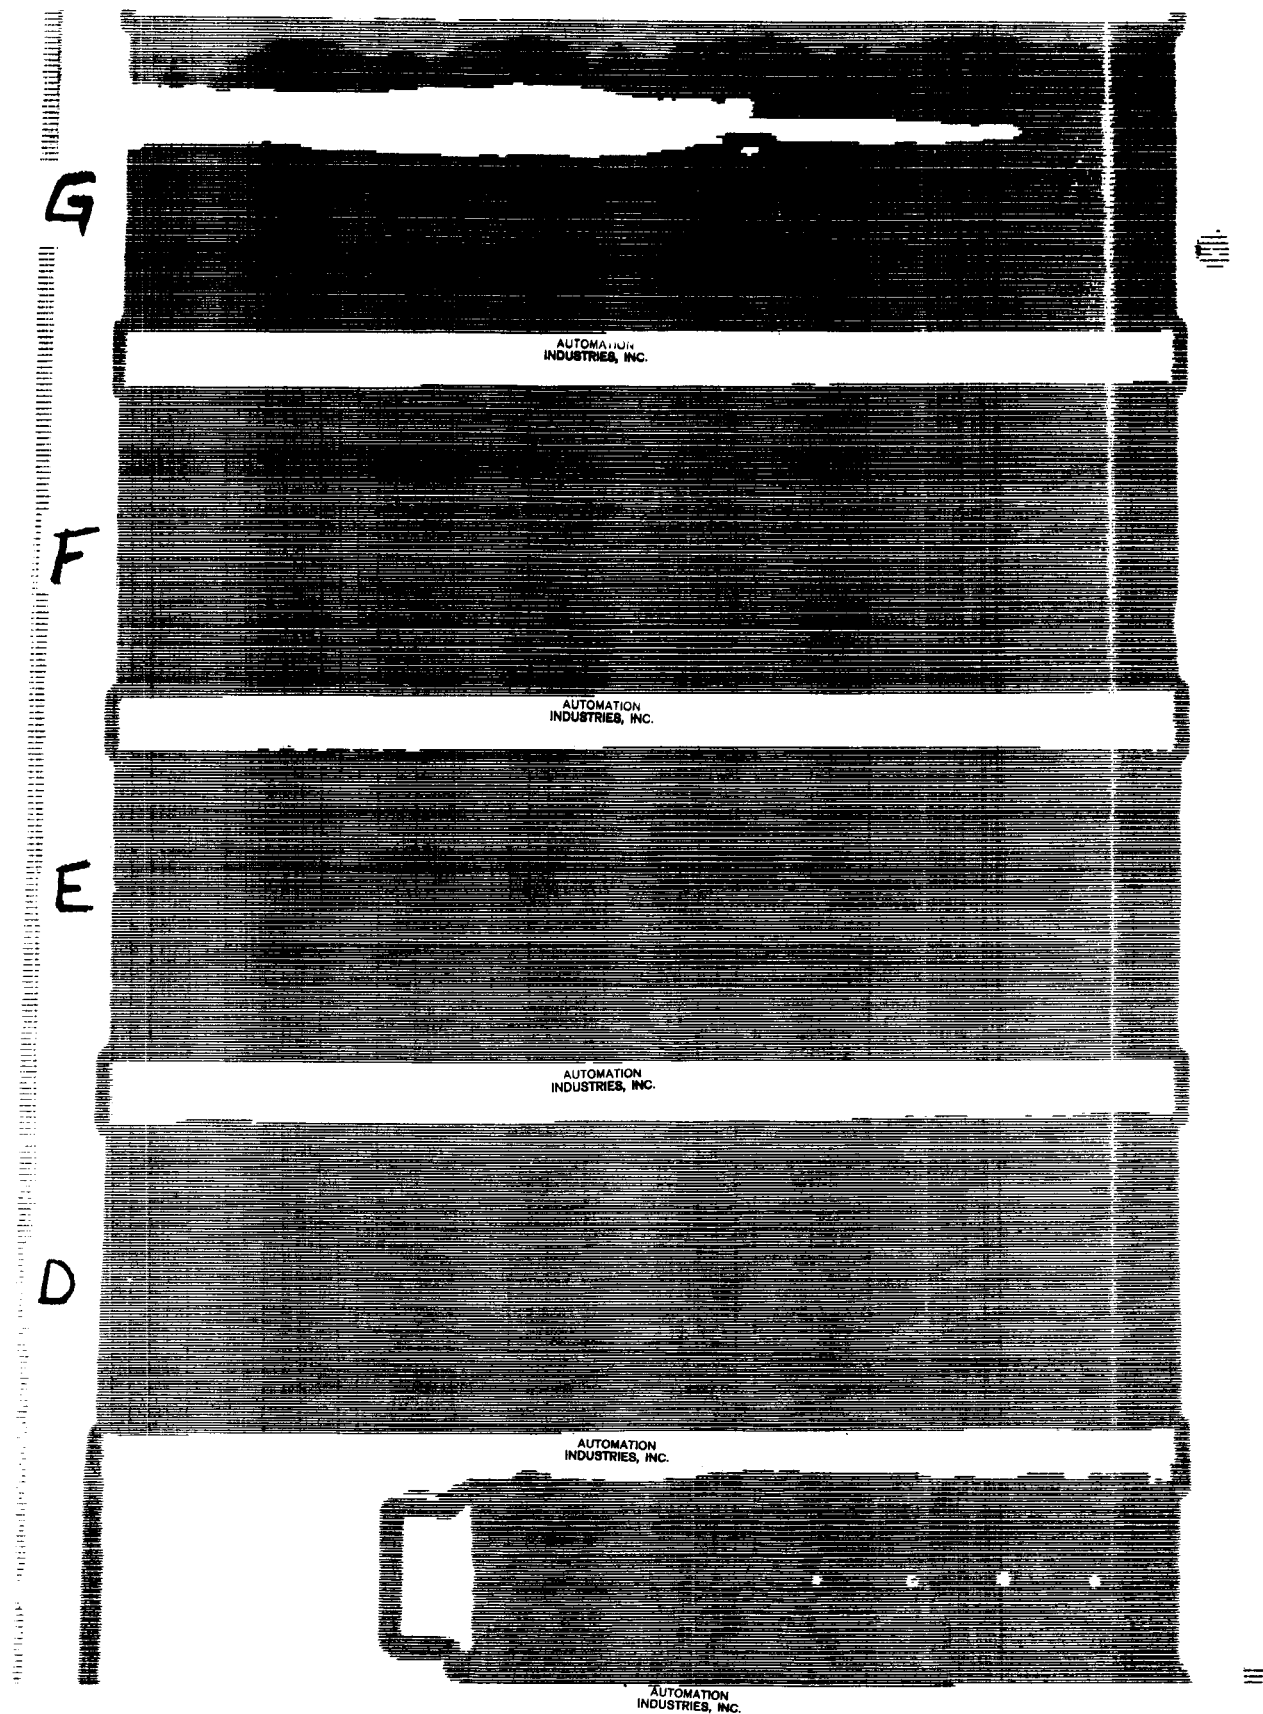 G
AUTOMATION
INDUSTRIES, INC.
F
AUTOMATION
INDUSTRIES, INC.
E
AUTOMATION
INDUSTRIES, INC.
D
AUTOMATION
INDUSTRIES, INC.
AUTOMATION
INDUSTRIES, INC.